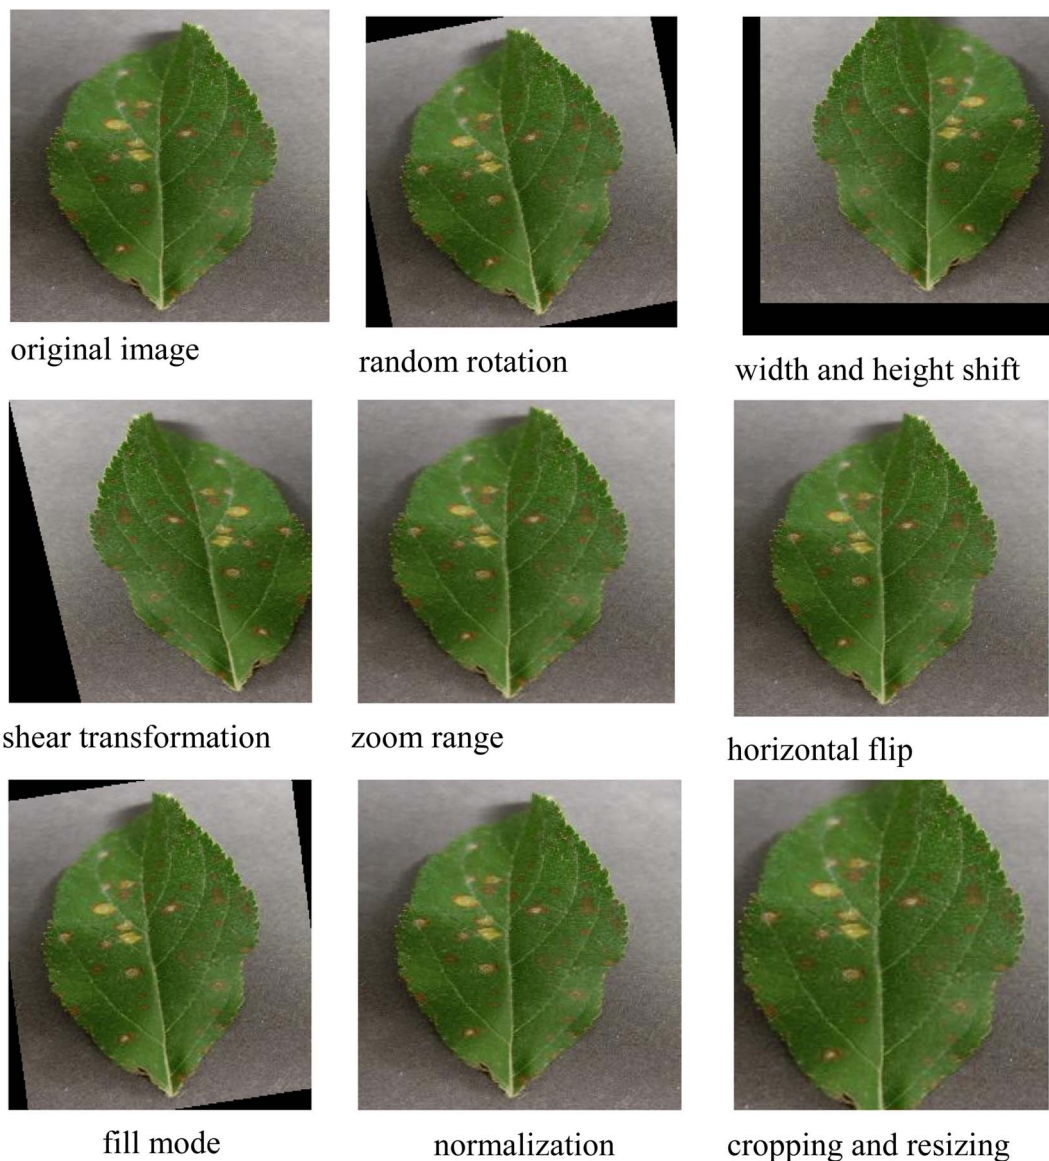 original image
random rotation
width and height shift
shear transformation
zoom range
horizontal flip
fill mode
normalization
cropping and resizing